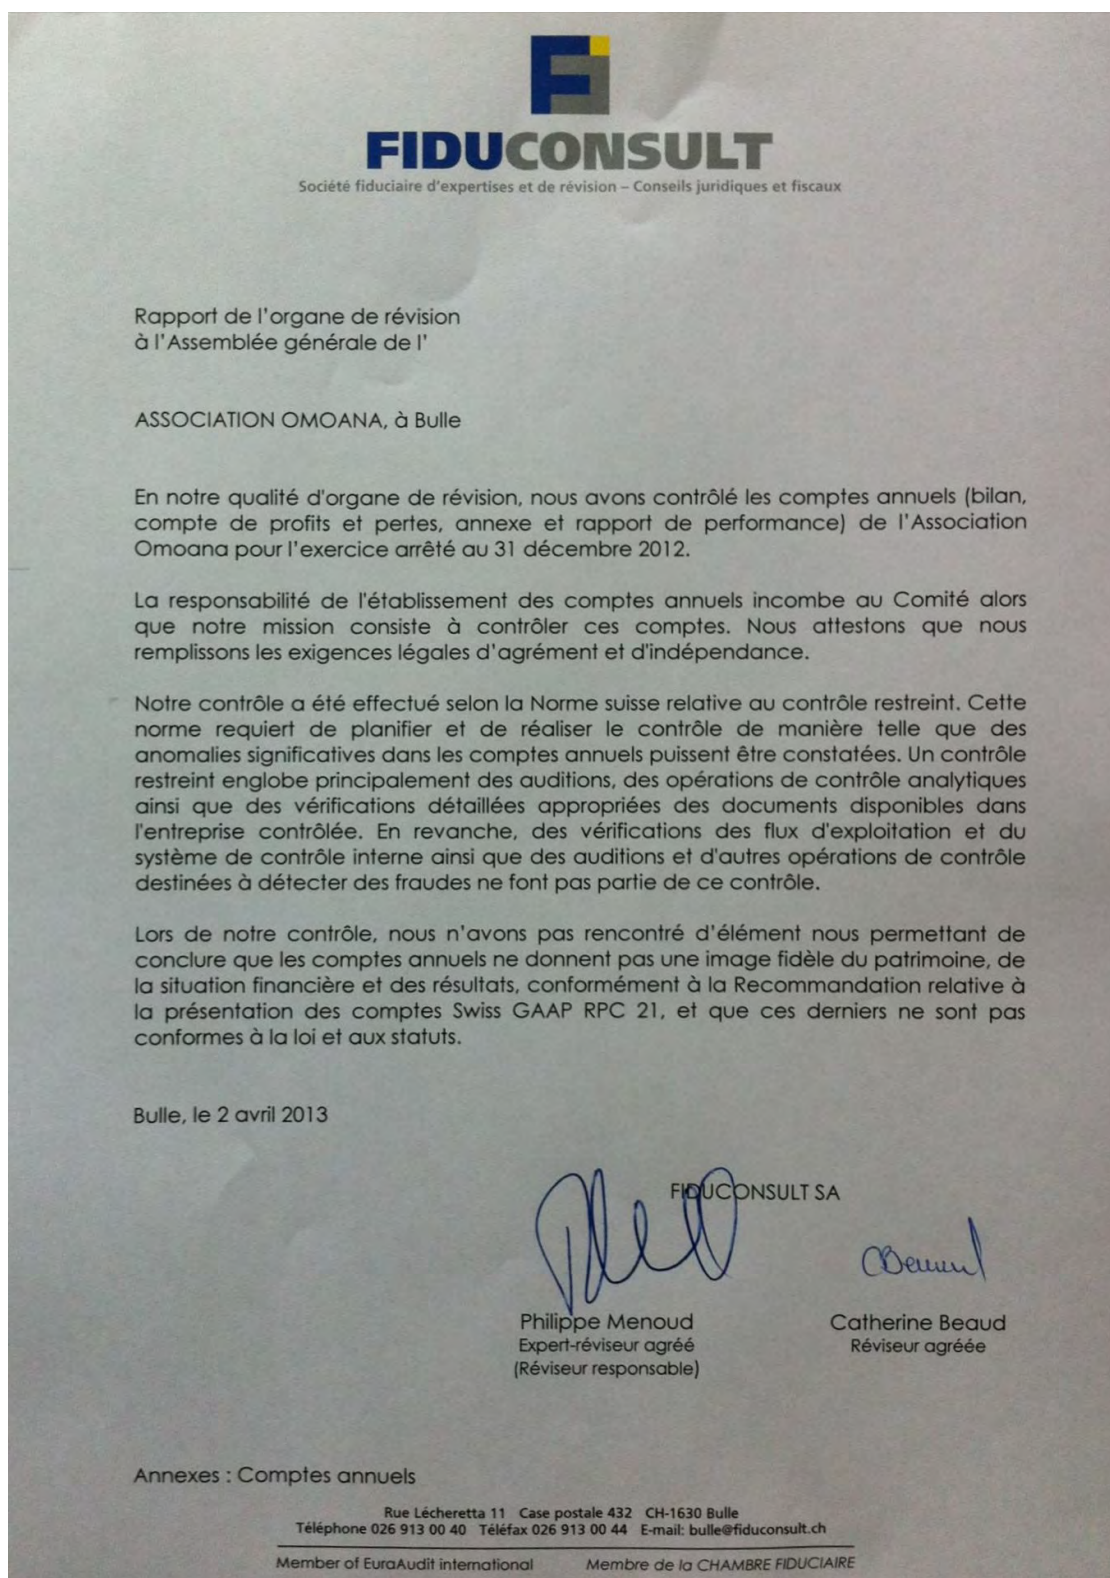 FIDUCONSULT
Société fiduciaire d'expertises et de révision – Conseils juridiques et fiscaux
Rapport de l'organe de révision
à l'Assemblée générale de l'
ASSOCIATION OMOANA, à Bulle
En notre qualité d'organe de révision, nous avons contrôlé les comptes annuels (bilan,
compte de profits et pertes, annexe et rapport de performance) de l'Association
Omoana pour l'exercice arrêté au 31 décembre 2012.
La responsabilité de l'établissement des comptes annuels incombe au Comité alors
que notre mission consiste à contrôler ces comptes. Nous attestons que nous
remplissons les exigences légales d'agrément et d'indépendance.
Notre contrôle a été effectué selon la Norme suisse relative au contrôle restreint. Cette
norme requiert de planifier et de réaliser le contrôle de manière telle que des
anomalies significatives dans les comptes annuels puissent être constatées. Un contrôle
restreint englobe principalement des auditions, des opérations de contrôle analytiques
ainsi que des vérifications détaillées appropriées des documents disponibles dans
l'entreprise contrôlée. En revanche, des vérifications des flux d'exploitation et du
système de contrôle interne ainsi que des auditions et d'autres opérations de contrôle
destinées à détecter des fraudes ne font pas partie de ce contrôle.
Lors de notre contrôle, nous n'avons pas rencontré d'élément nous permettant de
conclure que les comptes annuels ne donnent pas une image fidèle du patrimoine, de
la situation financière et des résultats, conformément à la Recommandation relative à
la présentation des comptes Swiss GAAP RPC 21, et que ces derniers ne sont pas
conformes à la loi et aux statuts.
Bulle, le 2 avril 2013
FIDUCONSULT SA
Philippe Menoud
Expert-réviseur agréé
(Réviseur responsable)
Catherine Beaud
Réviseur agréée
Annexes : Comptes annuels
Rue Lécheretta 11 Case postale 432 CH-1630 Bulle
Téléphone 026 913 00 40 Téléfax 026 913 00 44 E-mail: bulle@fiduconsult.ch
Member of EuraAudit international Membre de la CHAMBRE FIDUCIAIRE